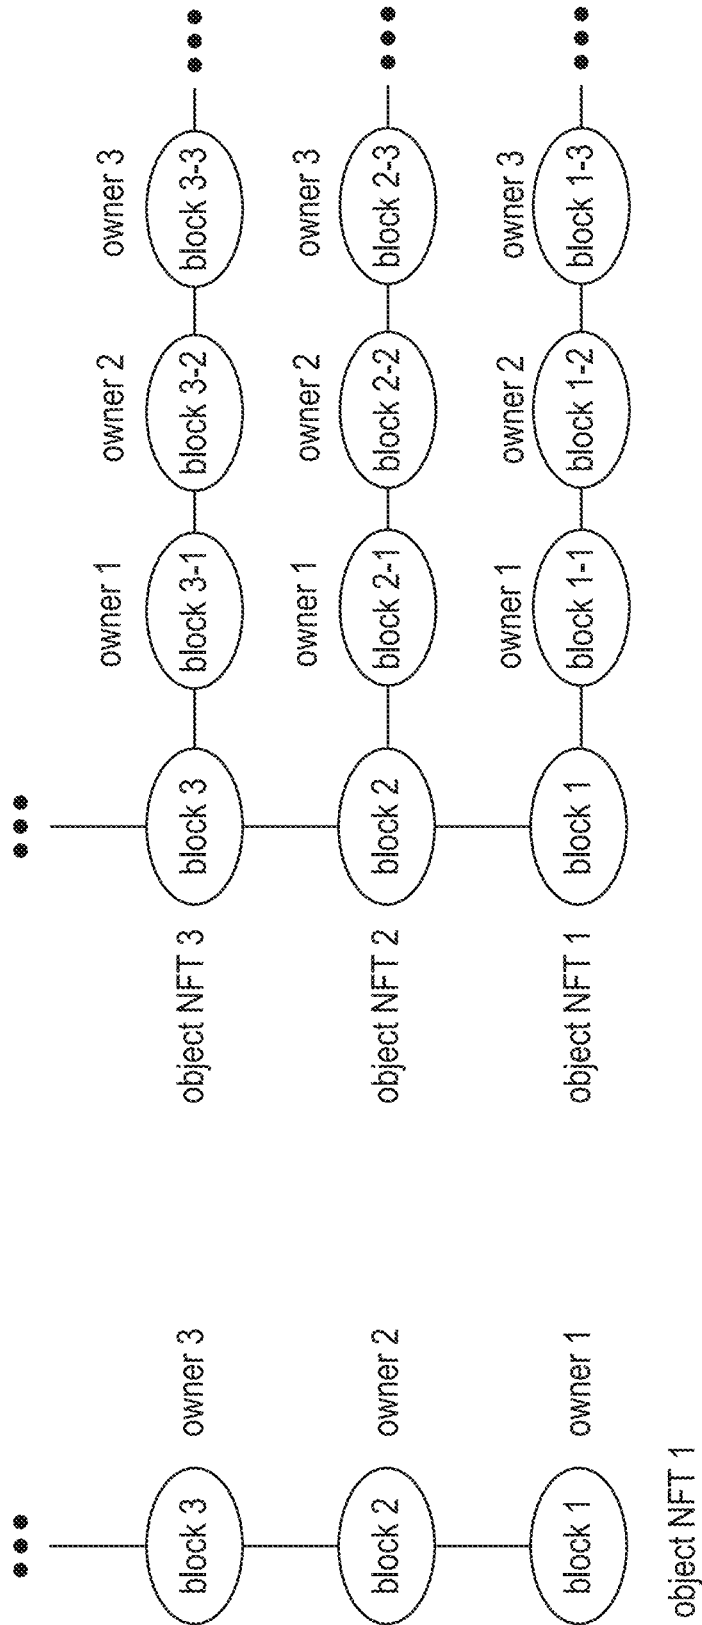 block 3
owner 3
block 2
owner 2
block 1
owner 1
object NFT 1
owner 1
owner 2
owner 3
object NFT 3
block 3
block 3-1
block 3-2
block 3-3
owner 1
owner 2
owner 3
object NFT 2
block 2
block 2-1
block 2-2
block 2-3
owner 1
owner 2
owner 3
object NFT 1
block 1
block 1-1
block 1-2
block 1-3